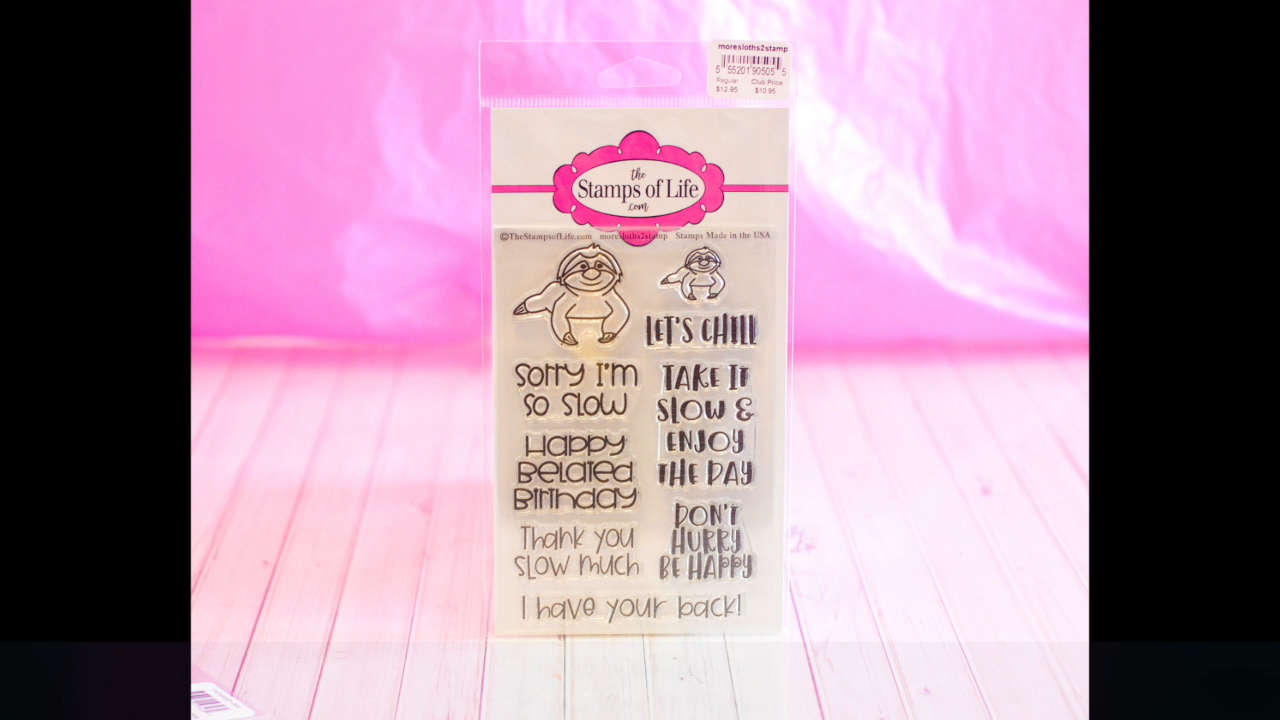 moresloths2stamp
5 55201 90505 5
Regular Club Price
$12.95 $10.95
the
Stamps of Life
.com
©TheStampsofLife.com moresloths2stamp Stamps Made in the USA
LET'S CHILL
Sorry I'm
so slow
TAKE IT
SLOW &
ENJOY
THE DAY
Happy
Belated
Birthday
DON'T
HURRY
BE HAPPY
Thank you
slow much
I have your back!